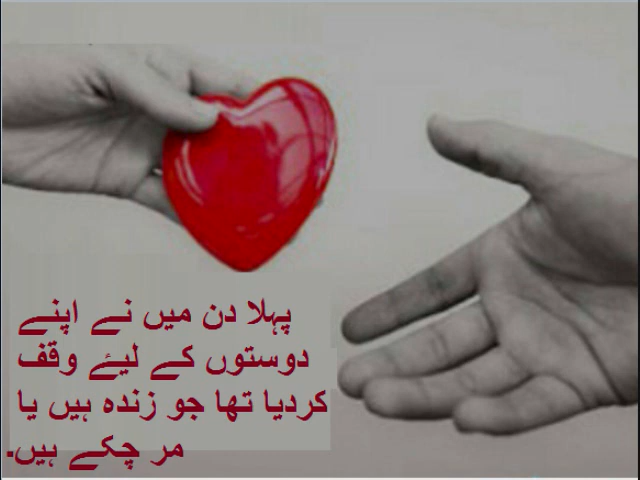 پہلا دن میں نے اپنے
دوستوں کے لیئے وقف
کردیا تھا جو زندہ ہیں یا
مر چکے ہیں۔